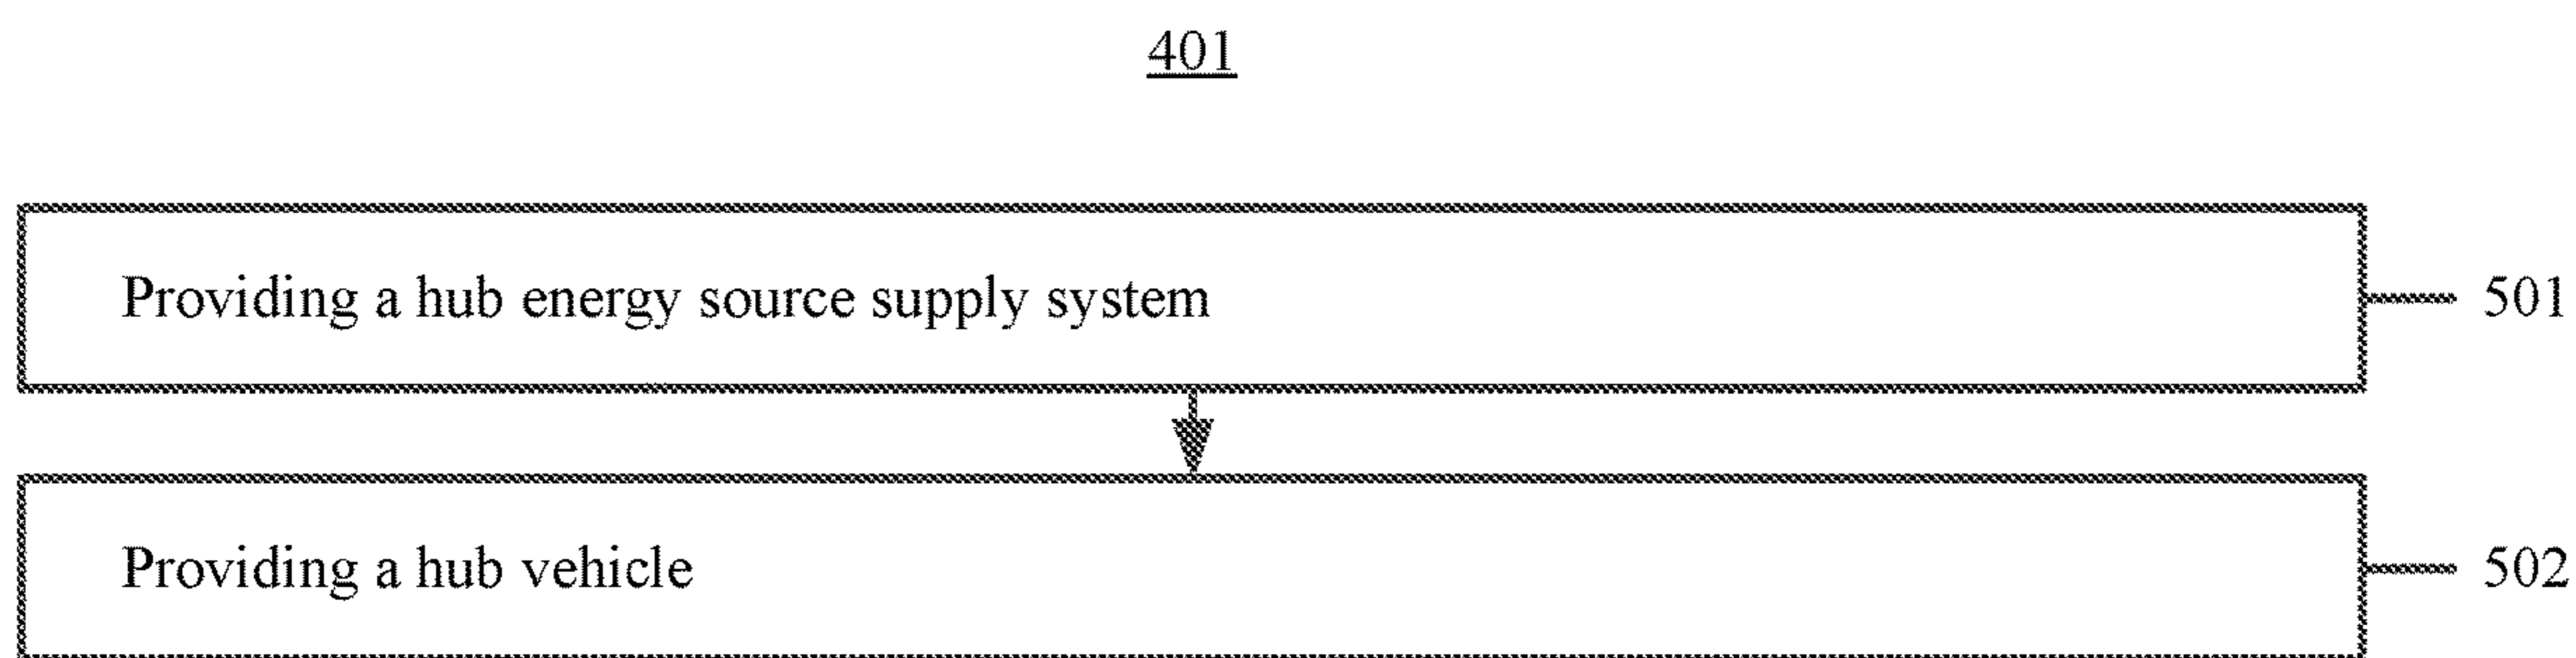 401
Providing a hub energy source supply system
501
Providing a hub vehicle
502